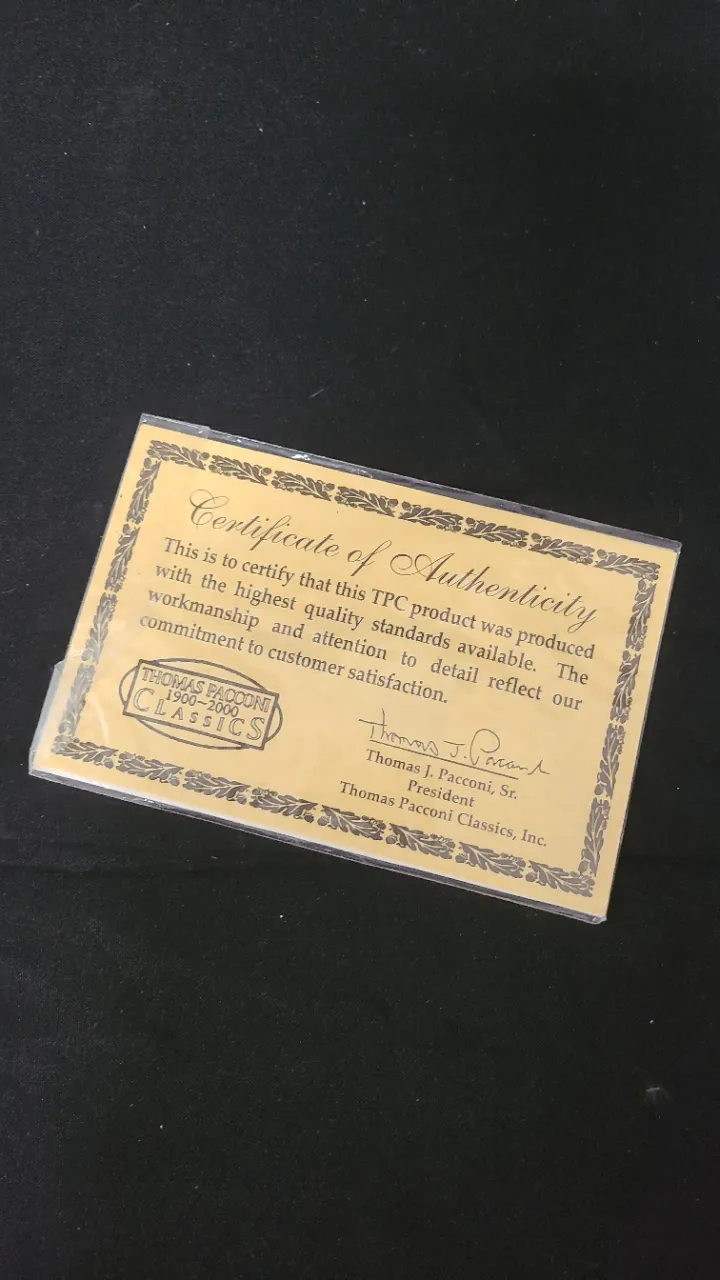 Certificate of Authenticity
This is to certify that this TPC product was produced
with the highest quality standards available. The
workmanship and attention to detail reflect our
commitment to customer satisfaction.
THOMAS PACCONI
1900~2000
CLASSICS
Thomas J. Pacconi
Thomas J. Pacconi, Sr.
President
Thomas Pacconi Classics, Inc.